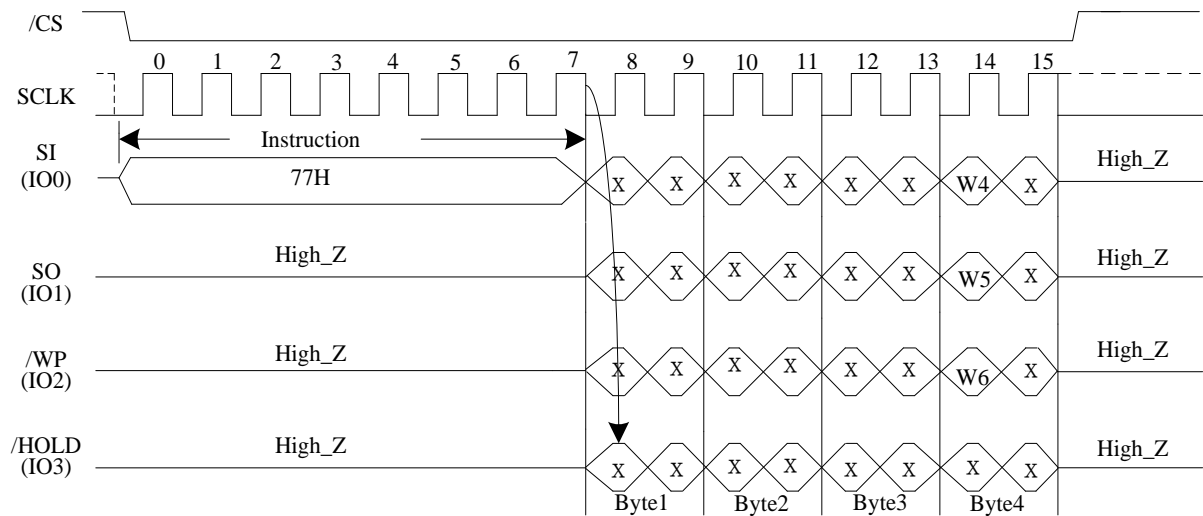 /CS
0 1 2 3 4 5 6 7 8 9 10 11 12 13 14 15
SCLK
Instruction
SI
(IO0)
77H
X X X X X X W4 X
High_Z
SO
(IO1)
High_Z
X X X X X X W5 X
High_Z
/WP
(IO2)
High_Z
X X X X X X W6 X
High_Z
/HOLD
(IO3)
High_Z
X X X X X X X X
High_Z
Byte1 Byte2 Byte3 Byte4